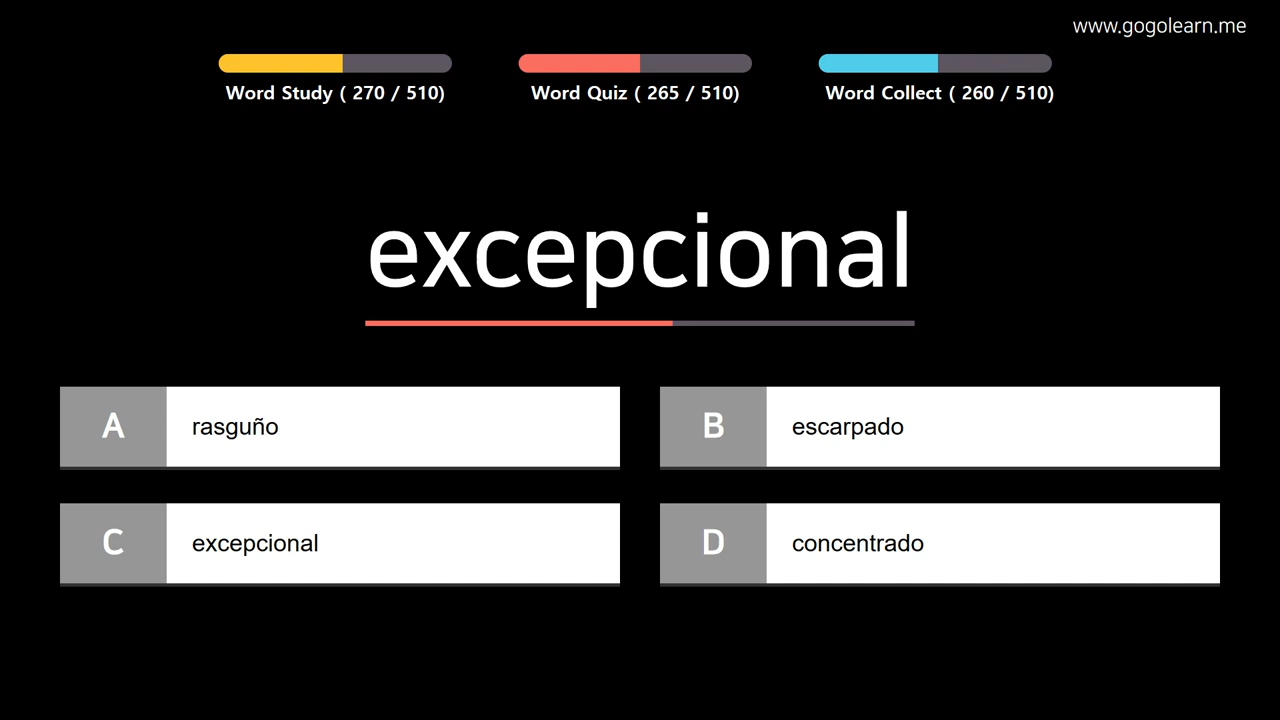 www.gogolearn.me
Word Study ( 270 / 510)
Word Quiz ( 265 / 510)
Word Collect ( 260 / 510)
excepcional
A rasguño
B escarpado
C excepcional
D concentrado